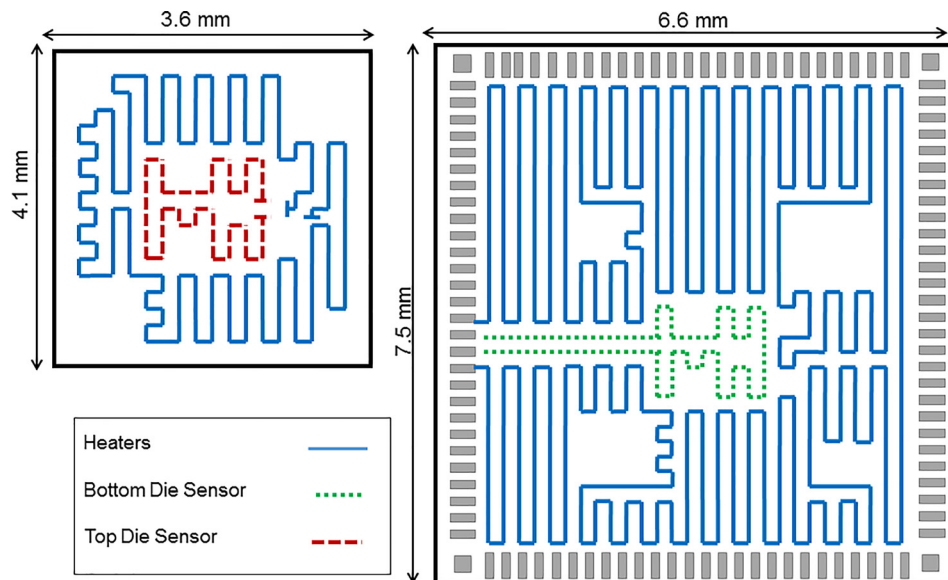 3.6 mm
6.6 mm
4.1 mm
7.5 mm
Heaters
Bottom Die Sensor
Top Die Sensor